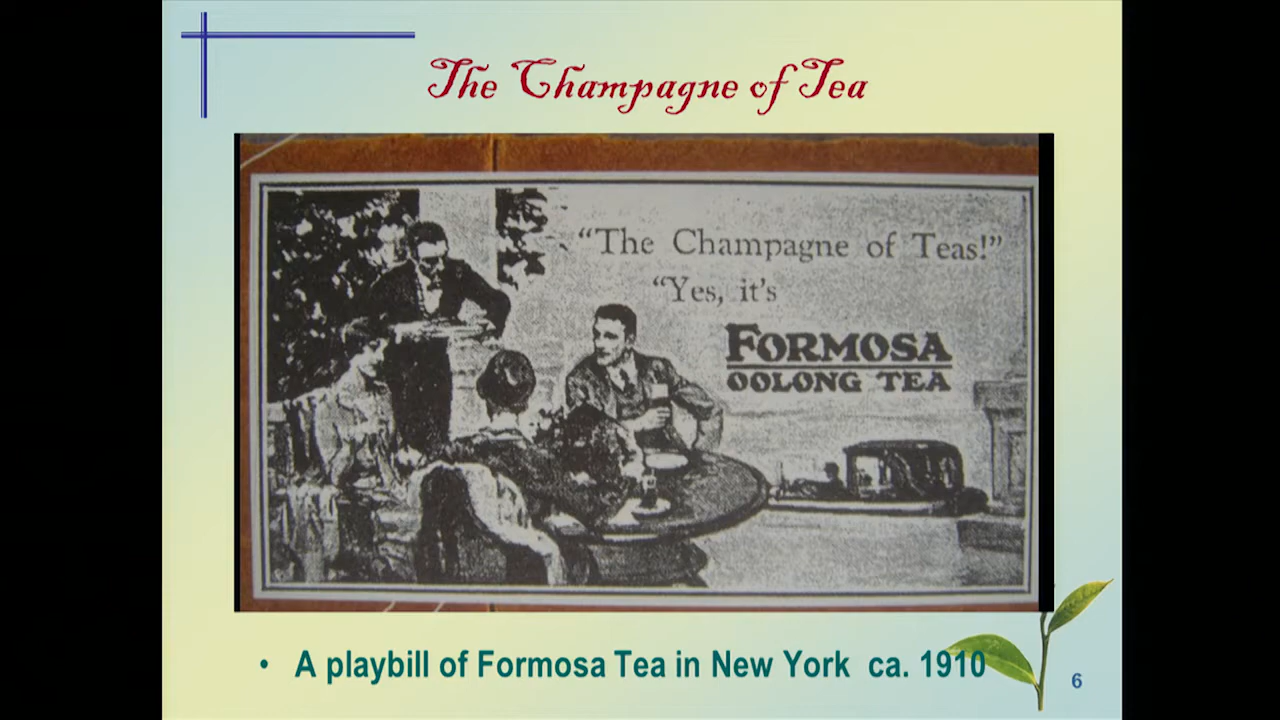 The Champagne of Tea
“The Champagne of Teas!”
“Yes, it’s
FORMOSA
OOLONG TEA
• A playbill of Formosa Tea in New York ca. 1910
6